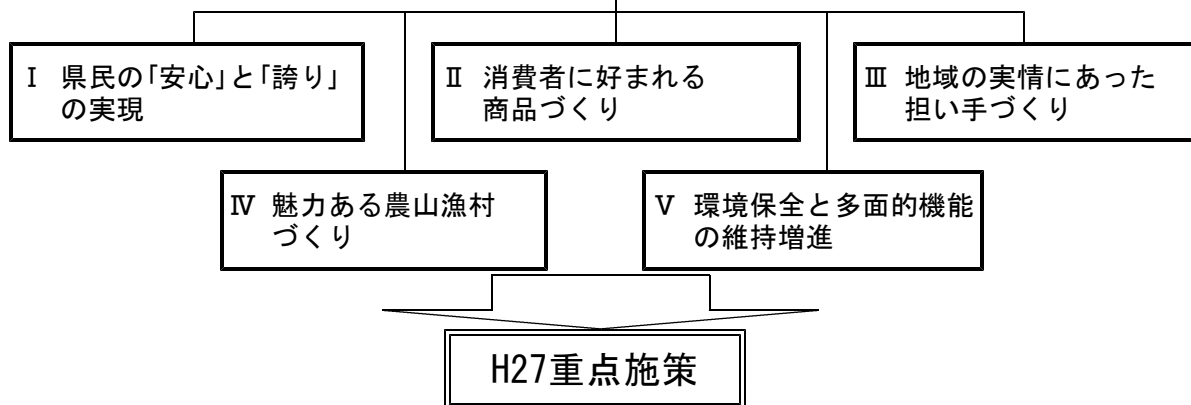 Ⅰ 県民の「安心」と「誇り」
の実現
Ⅱ 消費者に好まれる
商品づくり
Ⅲ 地域の実情にあった
担い手づくり
Ⅳ 魅力ある農山漁村
づくり
Ⅴ 環境保全と多面的機能
の維持増進
H27重点施策